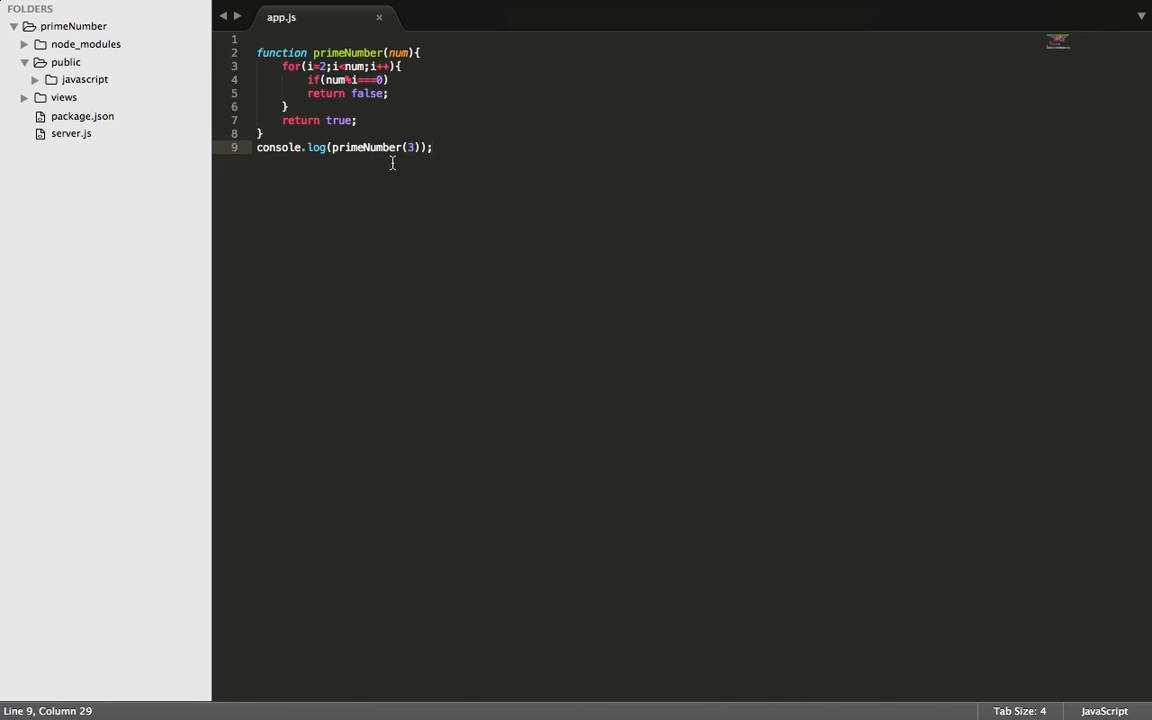 FOLDERS
primeNumber
node_modules
public
javascript
views
package.json
server.js
app.js
1
2 function primeNumber(num){
3 for(i=2;i<num;i++){
4 if(num%i===0)
5 return false;
6 }
7 return true;
8 }
9 console.log(primeNumber(3));
Line 9, Column 29
Tab Size: 4
JavaScript